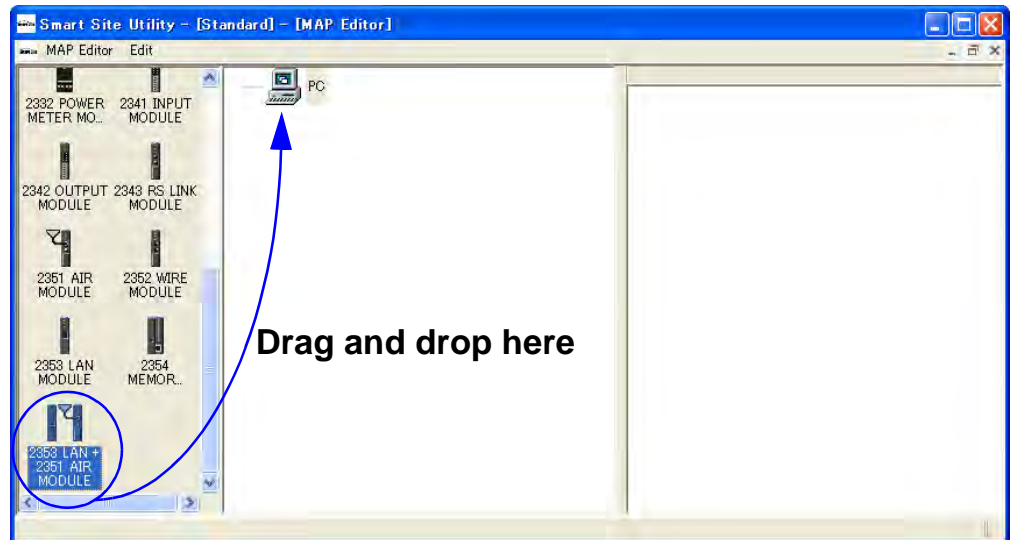 Smart Site Utility - [Standard] - [MAP Editor]
MAP Editor Edit
2332 POWER METER MO...
2341 INPUT MODULE
2342 OUTPUT MODULE
2343 RS LINK MODULE
2351 AIR MODULE
2352 WIRE MODULE
2353 LAN MODULE
2354 MEMOR...
2353 LAN + 2351 AIR MODULE
PC
Drag and drop here